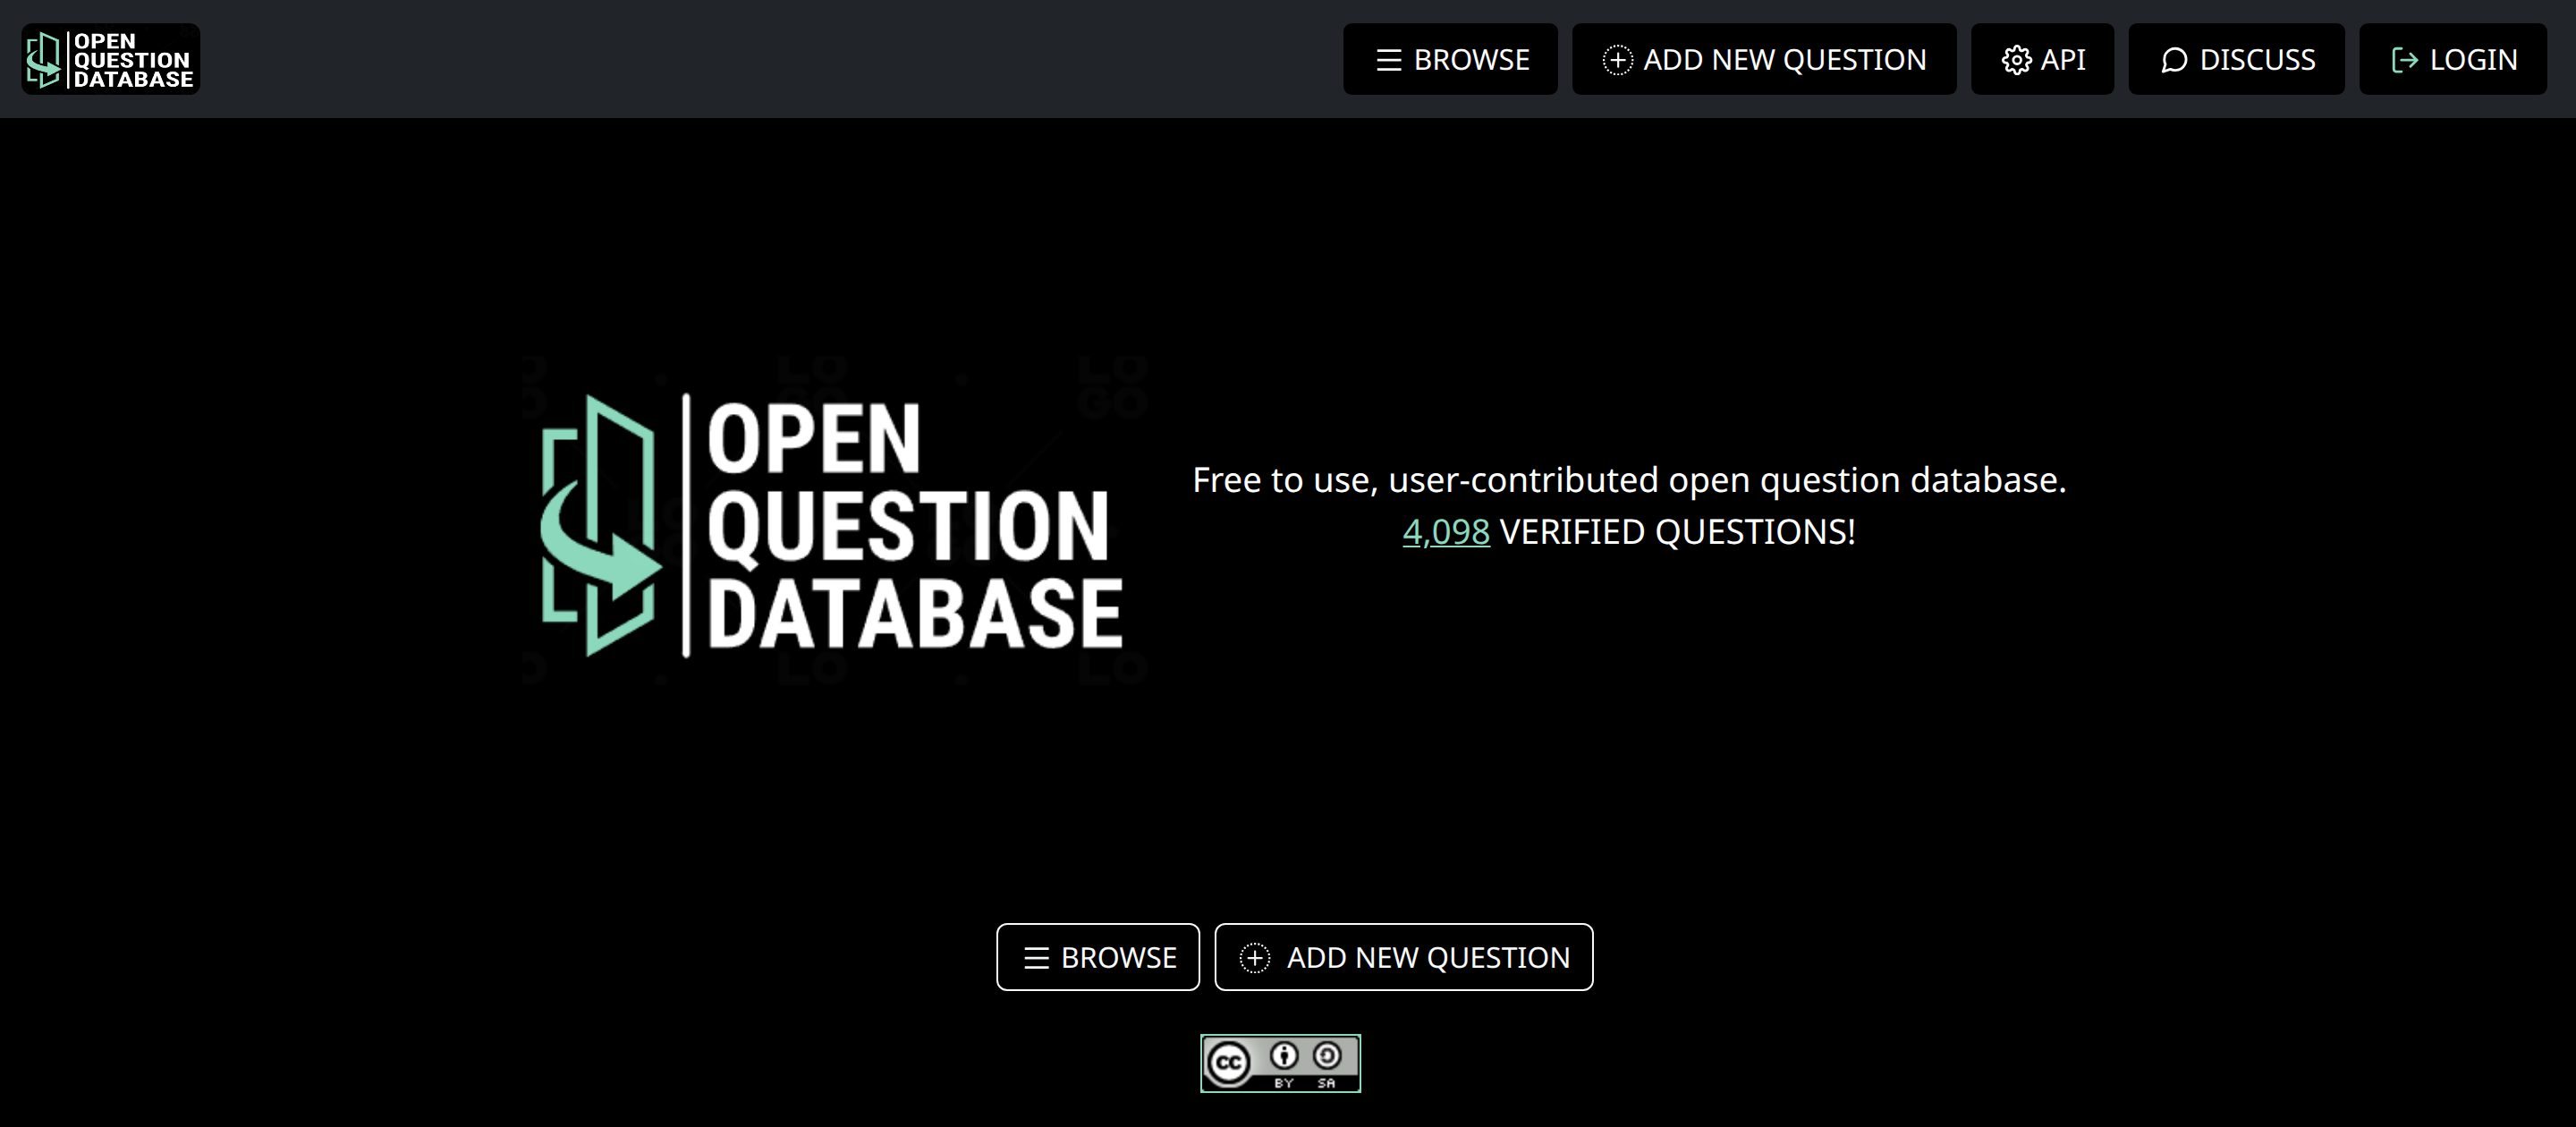 OPEN
QUESTION
DATABASE
BROWSE
ADD NEW QUESTION
API
DISCUSS
LOGIN
OPEN
QUESTION
DATABASE
Free to use, user-contributed open question database.
4,098 VERIFIED QUESTIONS!
BROWSE
ADD NEW QUESTION
cc
BY SA